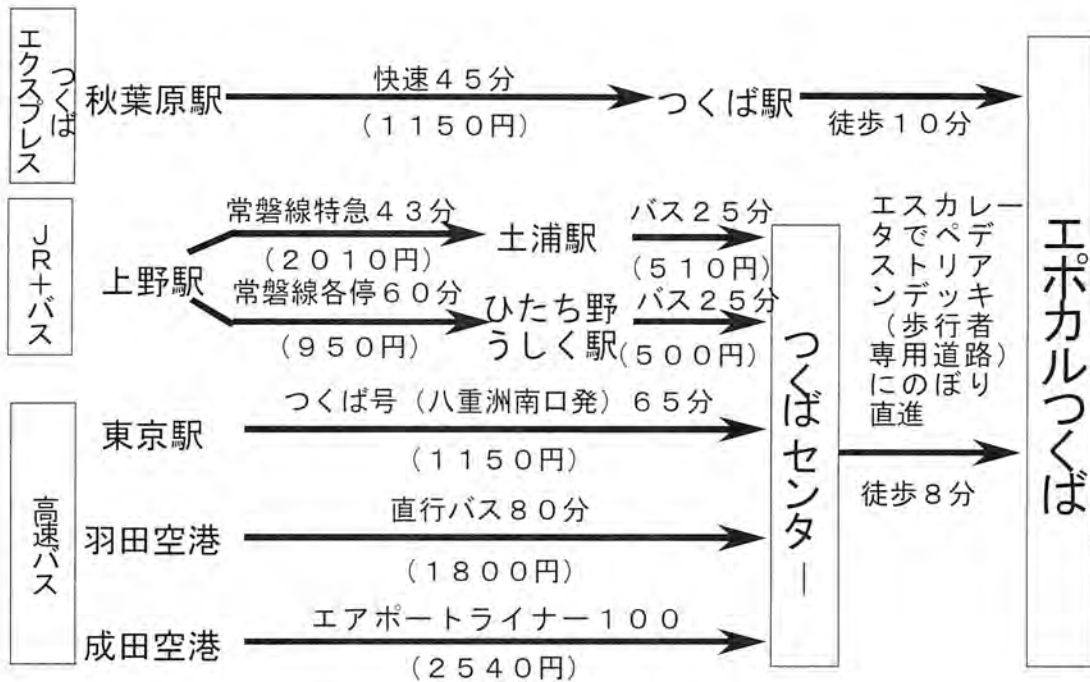 つくば
エクスプレス
秋葉原駅
快速45分
（1150円）
つくば駅
徒歩10分
JR+バス
上野駅
常磐線特急43分
（2010円）
土浦駅
バス25分
（510円）
常磐線各停60分
（950円）
ひたち野
うしく駅
バス25分
（500円）
高速バス
東京駅
つくば号（八重洲南口発）65分
（1150円）
羽田空港
直行バス80分
（1800円）
成田空港
エアポートライナー100
（2540円）
つくばセンター
エスカレー
タでペデ
ストリア
ンデッキ
（歩行者
専用道路）
にのぼり
直進
徒歩8分
エポカルつくば